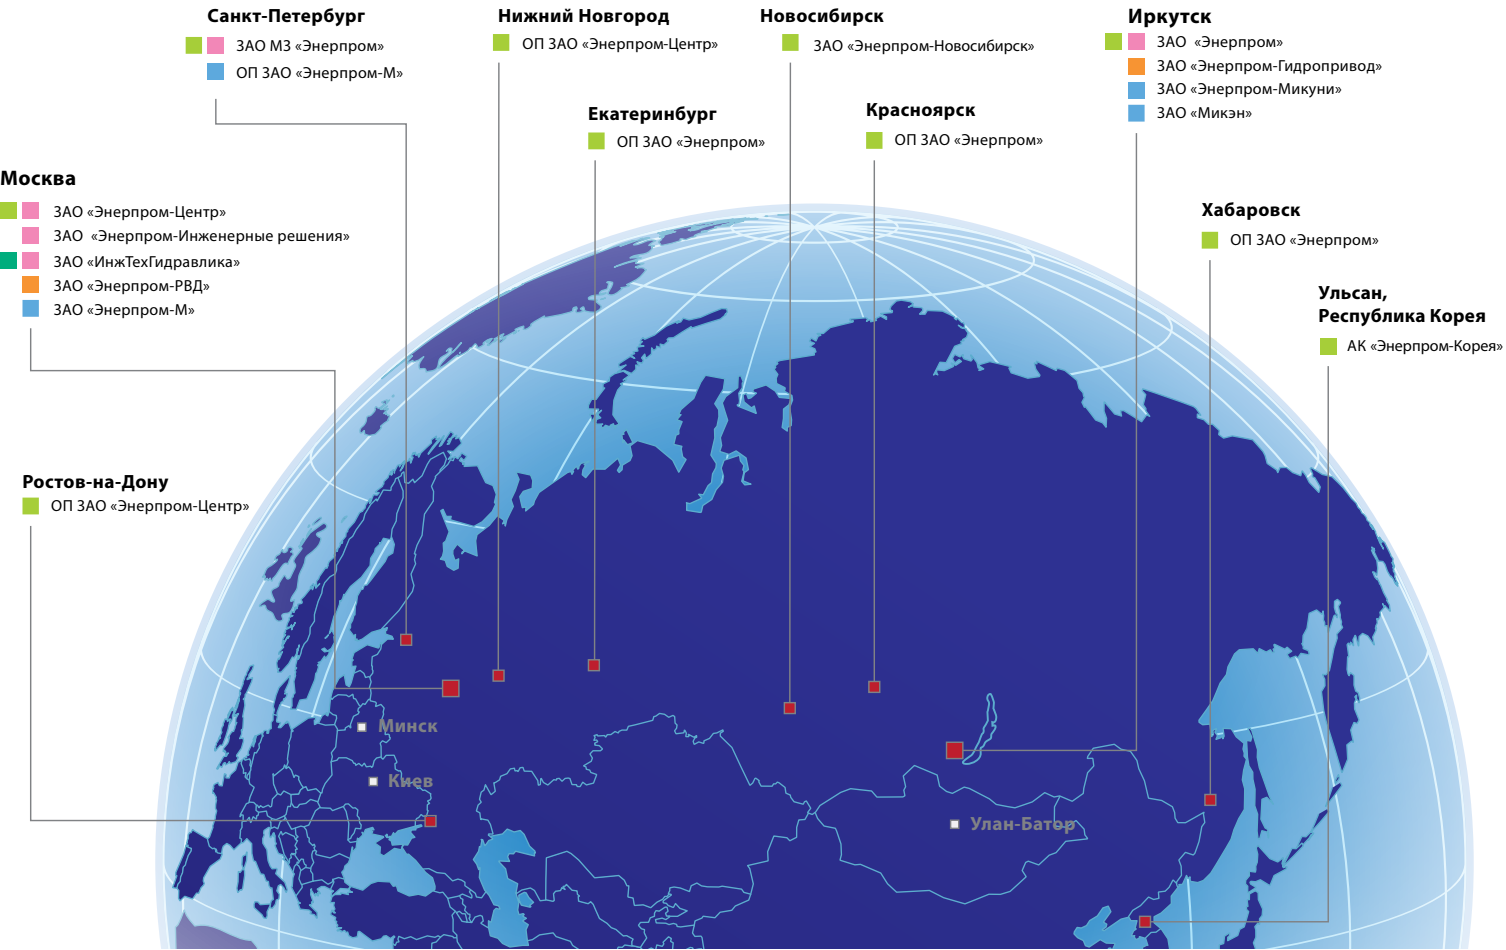 Санкт-Петербург
ЗАО МЗ «Энерпром»
ОП ЗАО «Энерпром-М»
Нижний Новгород
ОП ЗАО «Энерпром-Центр»
Новосибирск
ЗАО «Энерпром-Новосибирск»
Иркутск
ЗАО «Энерпром»
ЗАО «Энерпром-Гидропривод»
ЗАО «Энерпром-Микуни»
ЗАО «Микэн»
Екатеринбург
ОП ЗАО «Энерпром»
Красноярск
ОП ЗАО «Энерпром»
Москва
ЗАО «Энерпром-Центр»
ЗАО «Энерпром-Инженерные решения»
ЗАО «ИнжТехГидравлика»
ЗАО «Энерпром-РВД»
ЗАО «Энерпром-М»
Хабаровск
ОП ЗАО «Энерпром»
Ульсан,
Республика Корея
АК «Энерпром-Корея»
Ростов-на-Дону
ОП ЗАО «Энерпром-Центр»
Минск
Киев
Улан-Батор